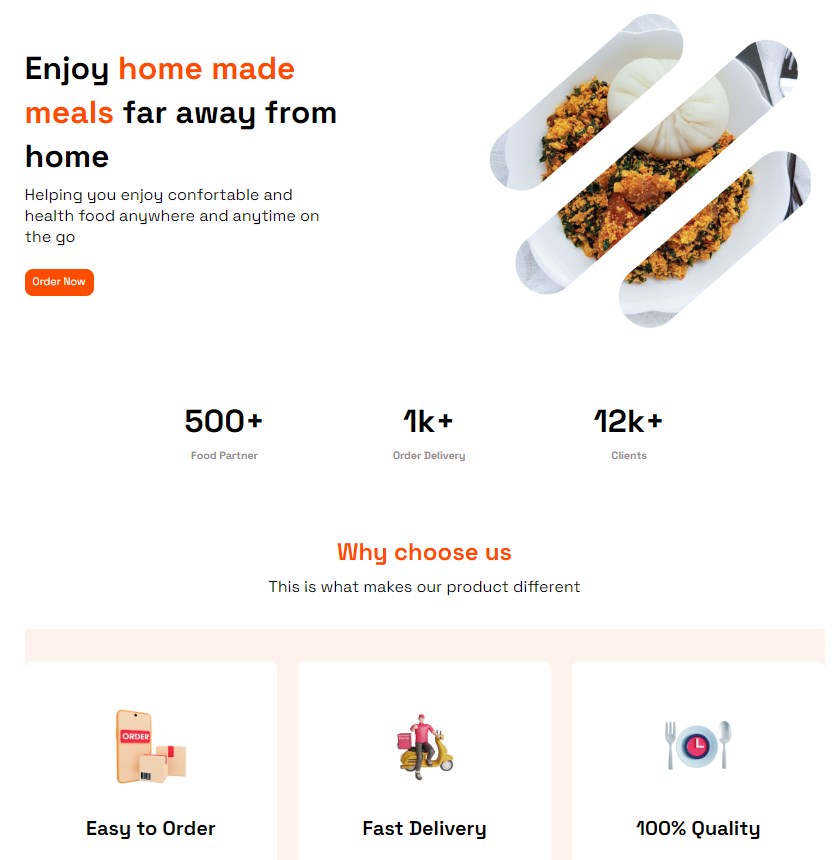 Enjoy home made
meals far away from
home
Helping you enjoy confortable and
health food anywhere and anytime on
the go
Order Now
500+
1k+
12k+
Food Partner
Order Delivery
Clients
Why choose us
This is what makes our product different
ORDER
Easy to Order
Fast Delivery
100% Quality